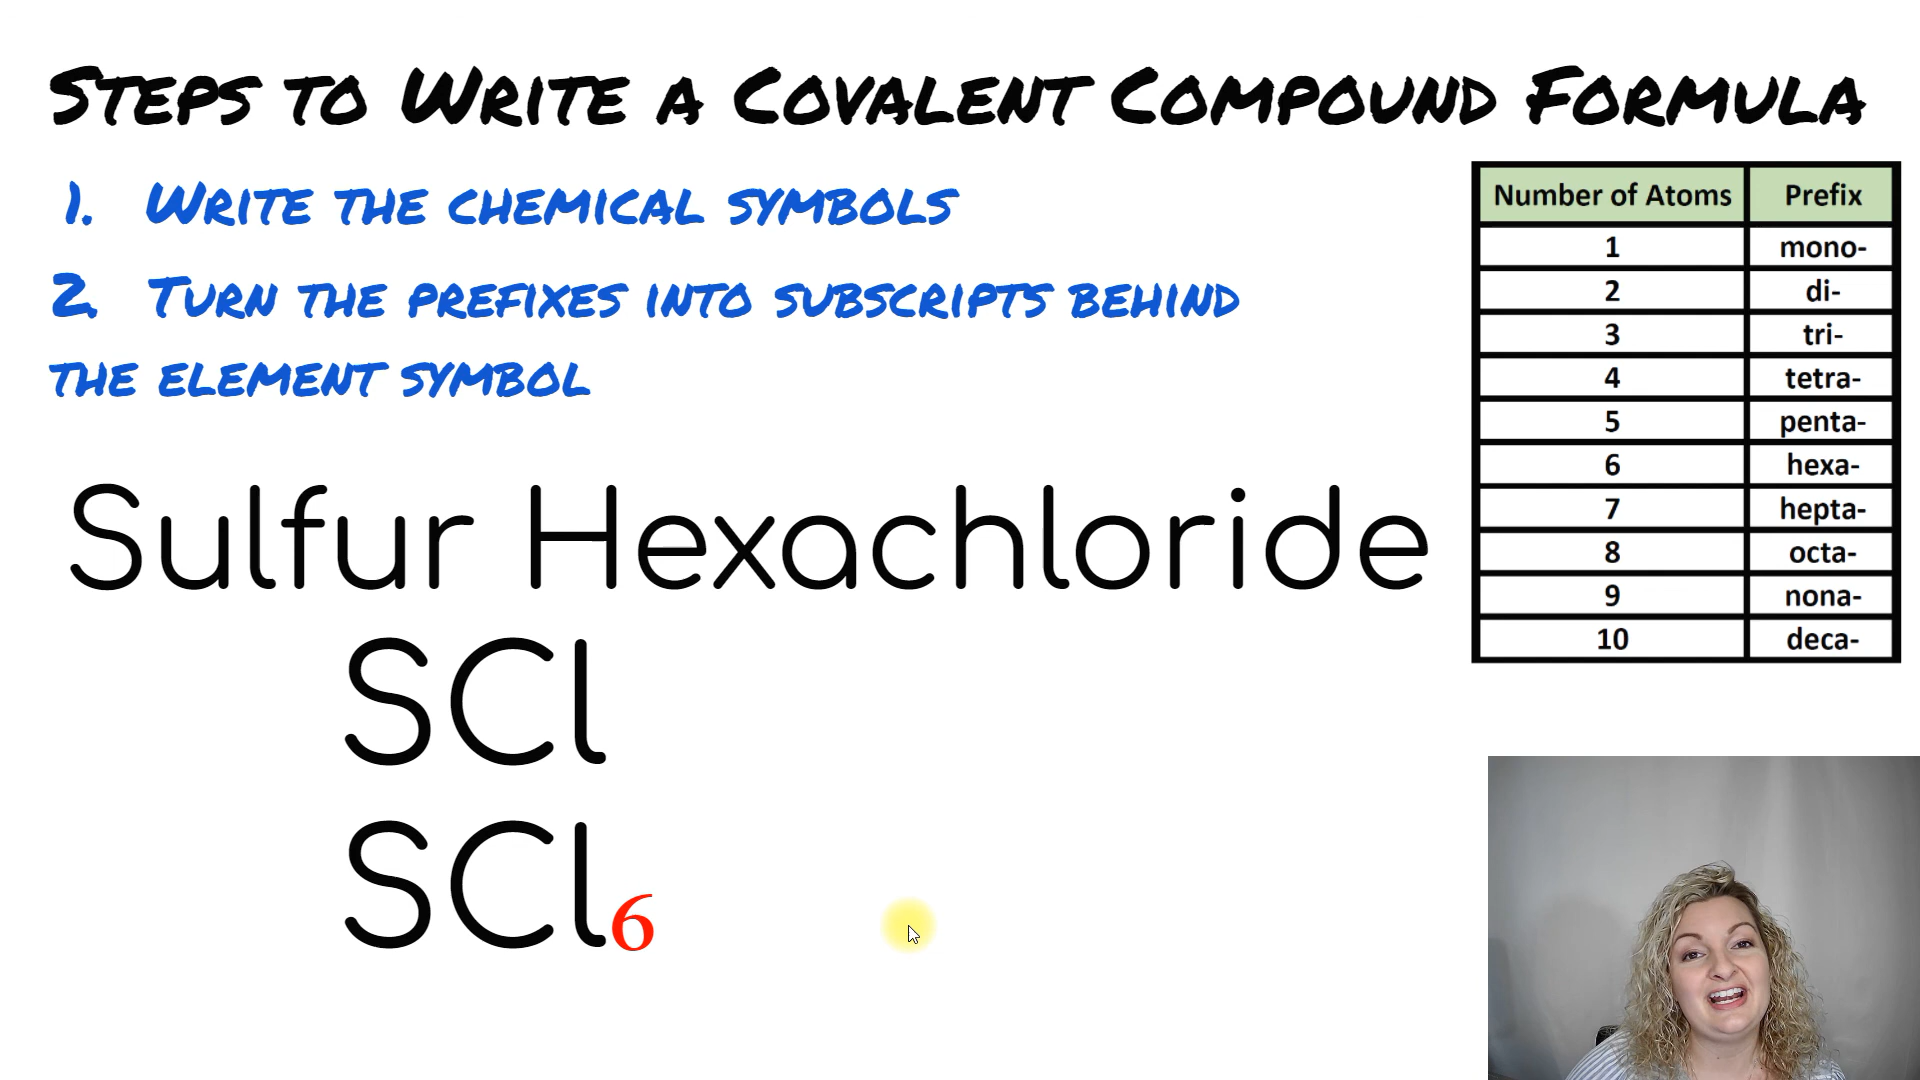 Steps to Write a Covalent Compound Formula
1. Write the chemical symbols
2. Turn the prefixes into subscripts behind
the element symbol
Number of Atoms Prefix
1 mono-
2 di-
3 tri-
4 tetra-
5 penta-
6 hexa-
7 hepta-
8 octa-
9 nona-
10 deca-
Sulfur Hexachloride
SCl
SCl6